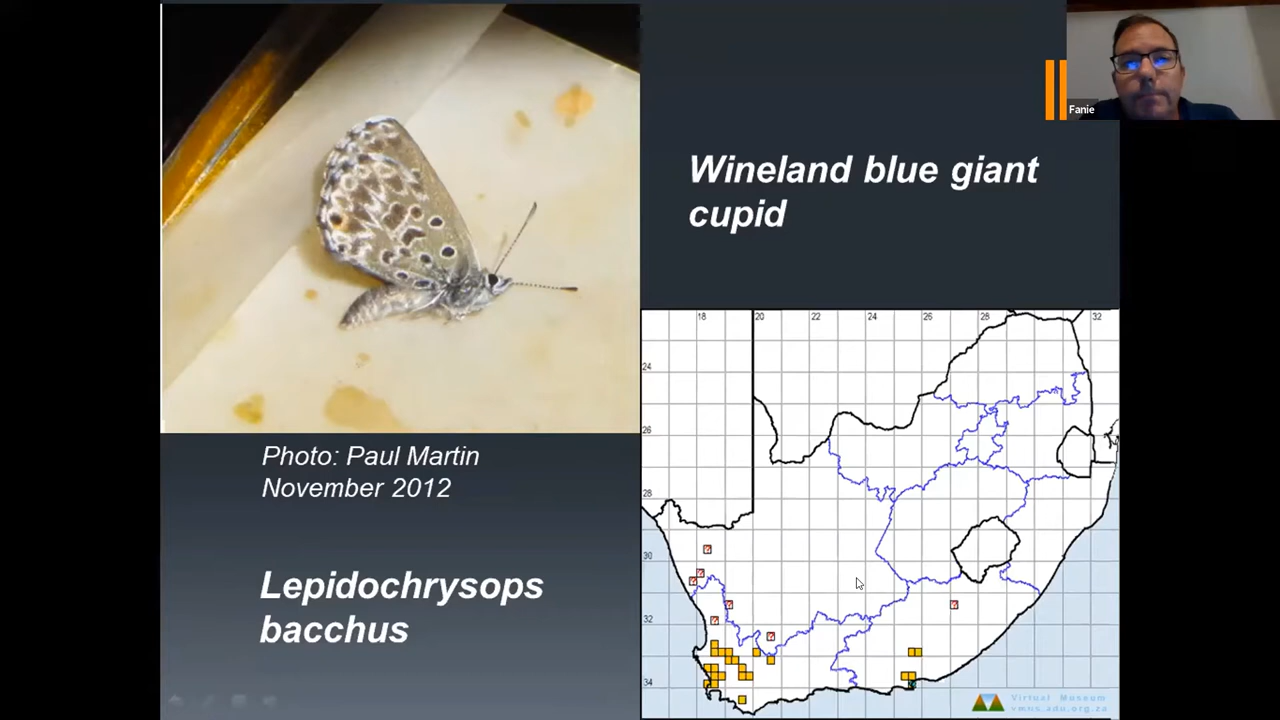 Fanie
Wineland blue giant
cupid
Photo: Paul Martin
November 2012
Lepidochrysops
bacchus
18
20
22
24
26
28
32
24
26
28
30
32
34
Virtual Museum
vmus.adu.org.za